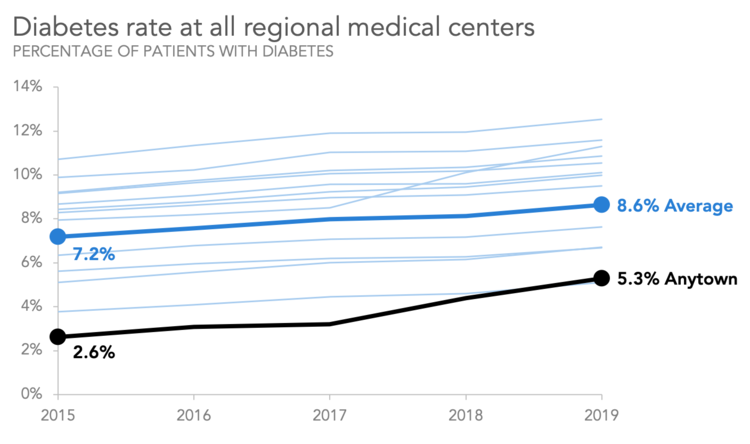 Diabetes rate at all regional medical centers
PERCENTAGE OF PATIENTS WITH DIABETES
14%
12%
10%
8%
6%
4%
2%
0%
8.6% Average
7.2%
5.3% Anytown
2.6%
2015 2016 2017 2018 2019